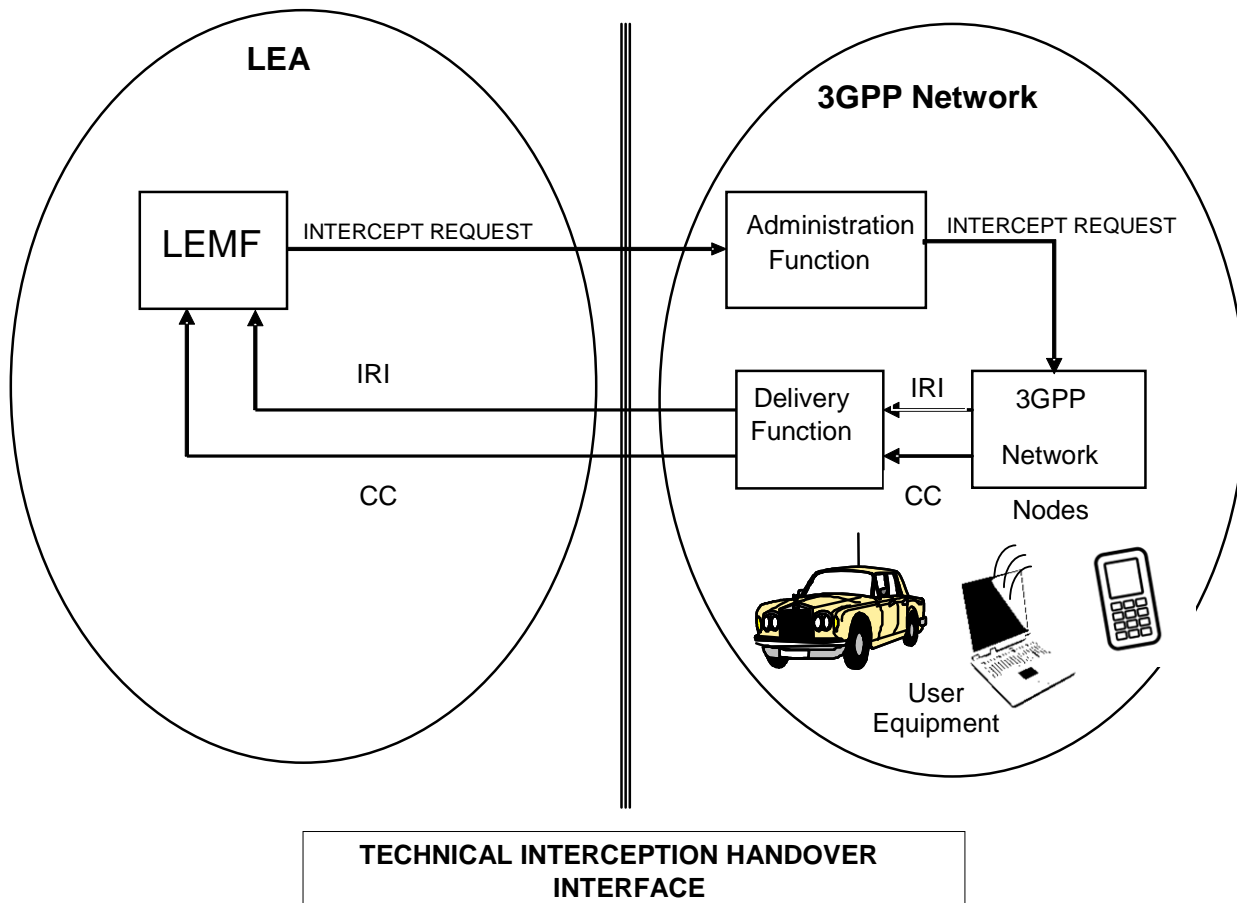 LEA
3GPP Network
LEMF
INTERCEPT REQUEST
Administration
Function
INTERCEPT REQUEST
IRI
CC
Delivery
Function
IRI
CC
3GPP
Network
Nodes
User
Equipment
TECHNICAL INTERCEPTION HANDOVER
INTERFACE